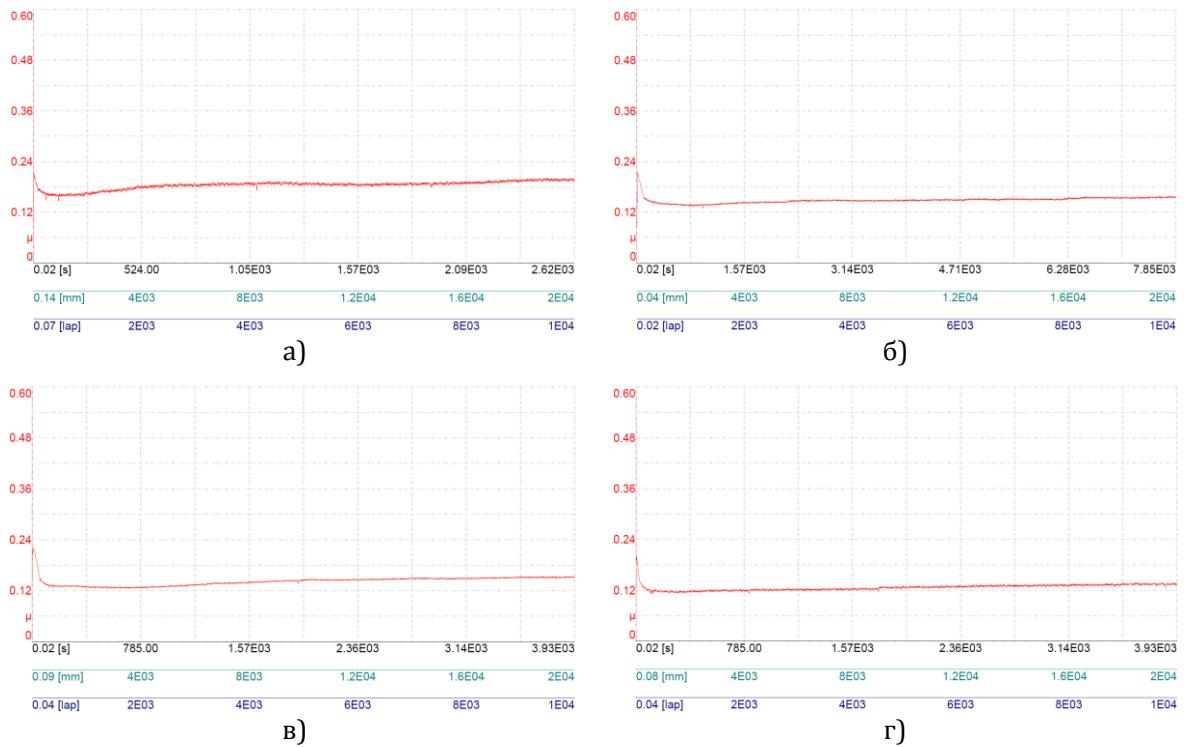 0.60
0.48
0.36
0.24
0.12
μ
0
0.02 [s] 524.00 1.05E03 1.57E03 2.09E03 2.62E03
0.14 [mm] 4E03 8E03 1.2E04 1.6E04 2E04
0.07 [lap] 2E03 4E03 6E03 8E03 1E04
а)
0.60
0.48
0.36
0.24
0.12
μ
0
0.02 [s] 1.57E03 3.14E03 4.71E03 6.28E03 7.85E03
0.04 [mm] 4E03 8E03 1.2E04 1.6E04 2E04
0.02 [lap] 2E03 4E03 6E03 8E03 1E04
б)
0.60
0.48
0.36
0.24
0.12
μ
0
0.02 [s] 785.00 1.57E03 2.36E03 3.14E03 3.93E03
0.09 [mm] 4E03 8E03 1.2E04 1.6E04 2E04
0.04 [lap] 2E03 4E03 6E03 8E03 1E04
в)
0.60
0.48
0.36
0.24
0.12
μ
0
0.02 [s] 785.00 1.57E03 2.36E03 3.14E03 3.93E03
0.08 [mm] 4E03 8E03 1.2E04 1.6E04 2E04
0.04 [lap] 2E03 4E03 6E03 8E03 1E04
г)